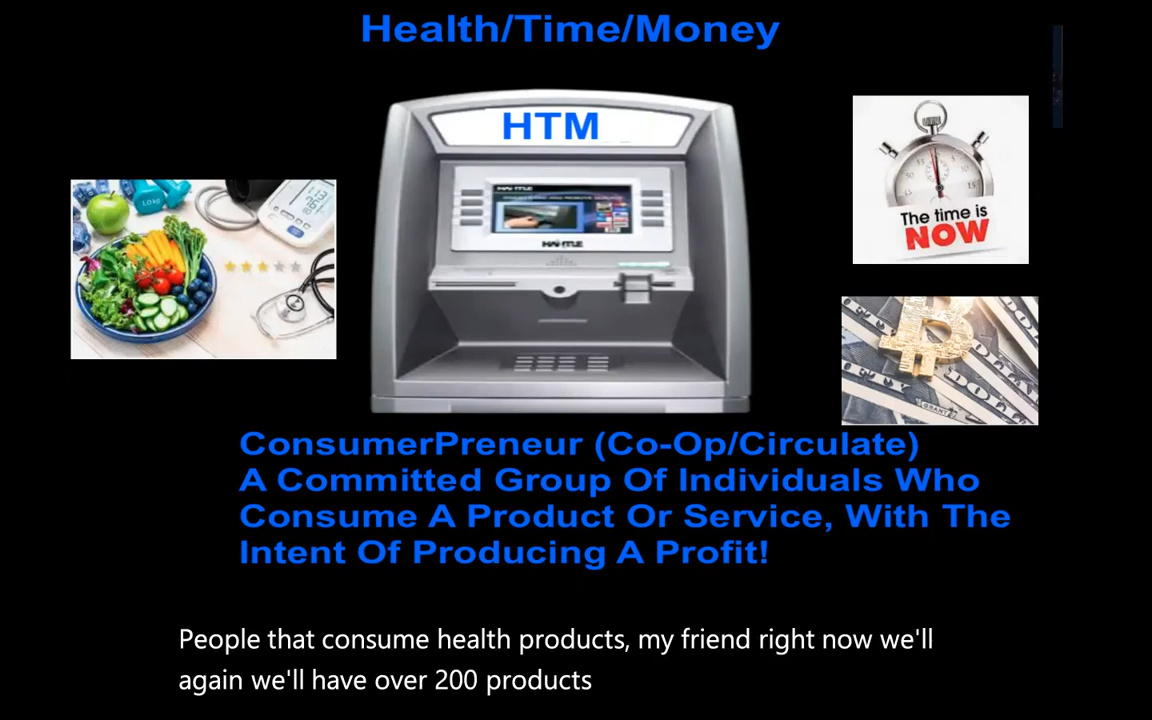 Health/Time/Money
HTM
The time is
NOW
GRANT
ConsumerPreneur (Co-Op/Circulate)
A Committed Group Of Individuals Who
Consume A Product Or Service, With The
Intent Of Producing A Profit!
People that consume health products, my friend right now we'll
again we'll have over 200 products